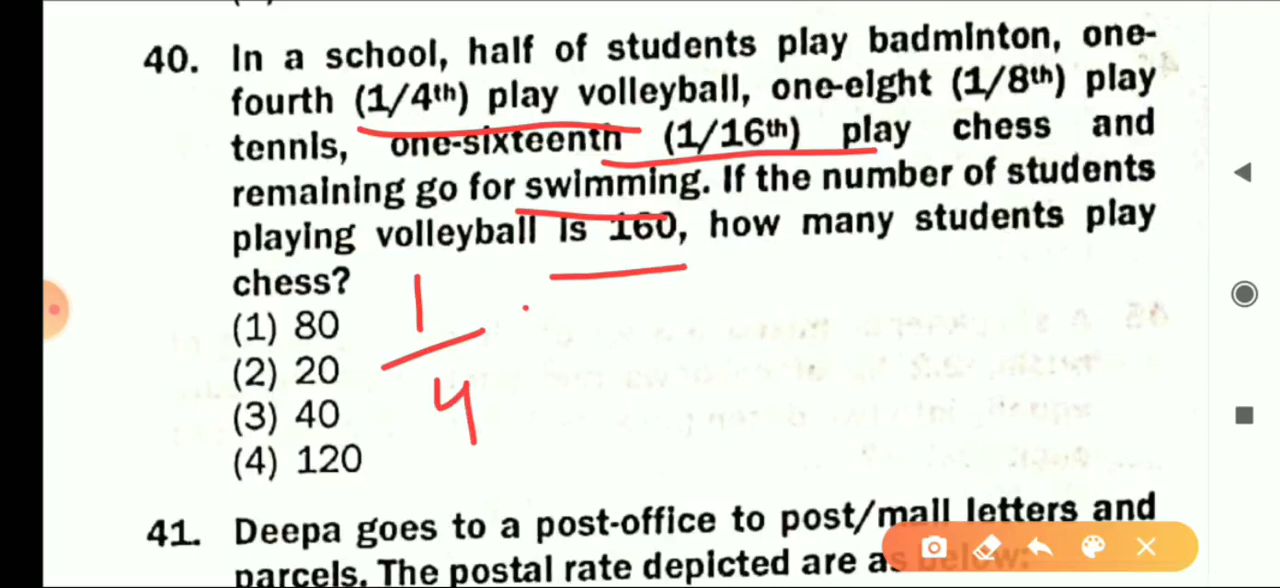 40. In a school, half of students play badminton, one-
fourth (1/4th) play volleyball, one-eight (1/8th) play
tennis, one-sixteenth (1/16th) play chess and
remaining go for swimming. If the number of students
playing volleyball is 160, how many students play
chess?
(1) 80
(2) 20
(3) 40
(4) 120
1
4
41. Deepa goes to a post-office to post/mail letters and
parcels. The postal rate depicted are as below: